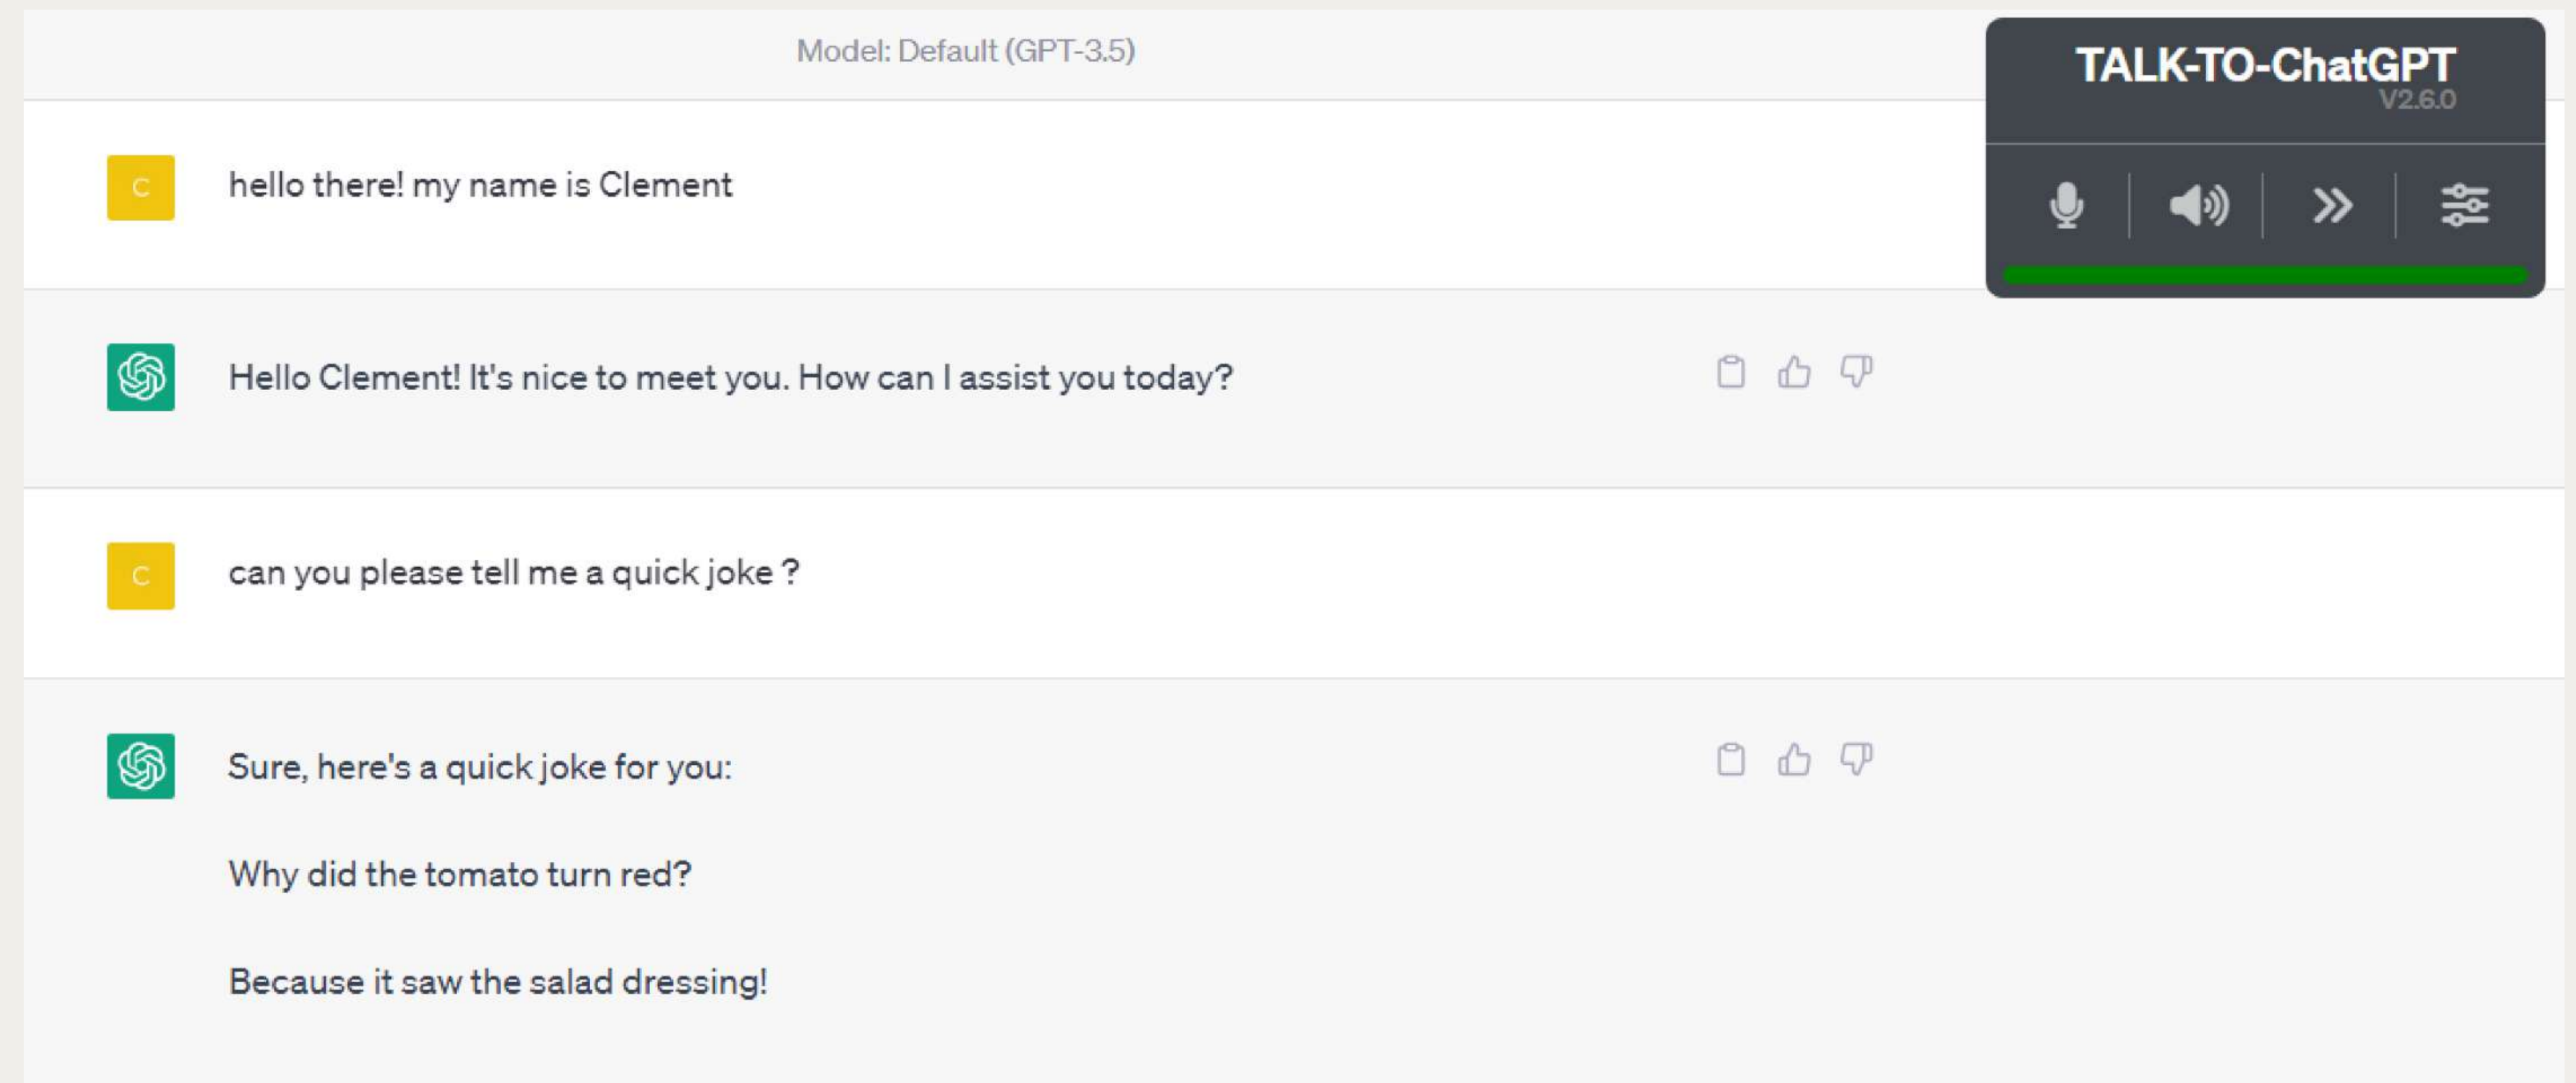 Model: Default (GPT-3.5)
TALK-TO-ChatGPT
V2.6.0
C
hello there! my name is Clement
Hello Clement! It's nice to meet you. How can I assist you today?
C
can you please tell me a quick joke ?
Sure, here's a quick joke for you:
Why did the tomato turn red?
Because it saw the salad dressing!